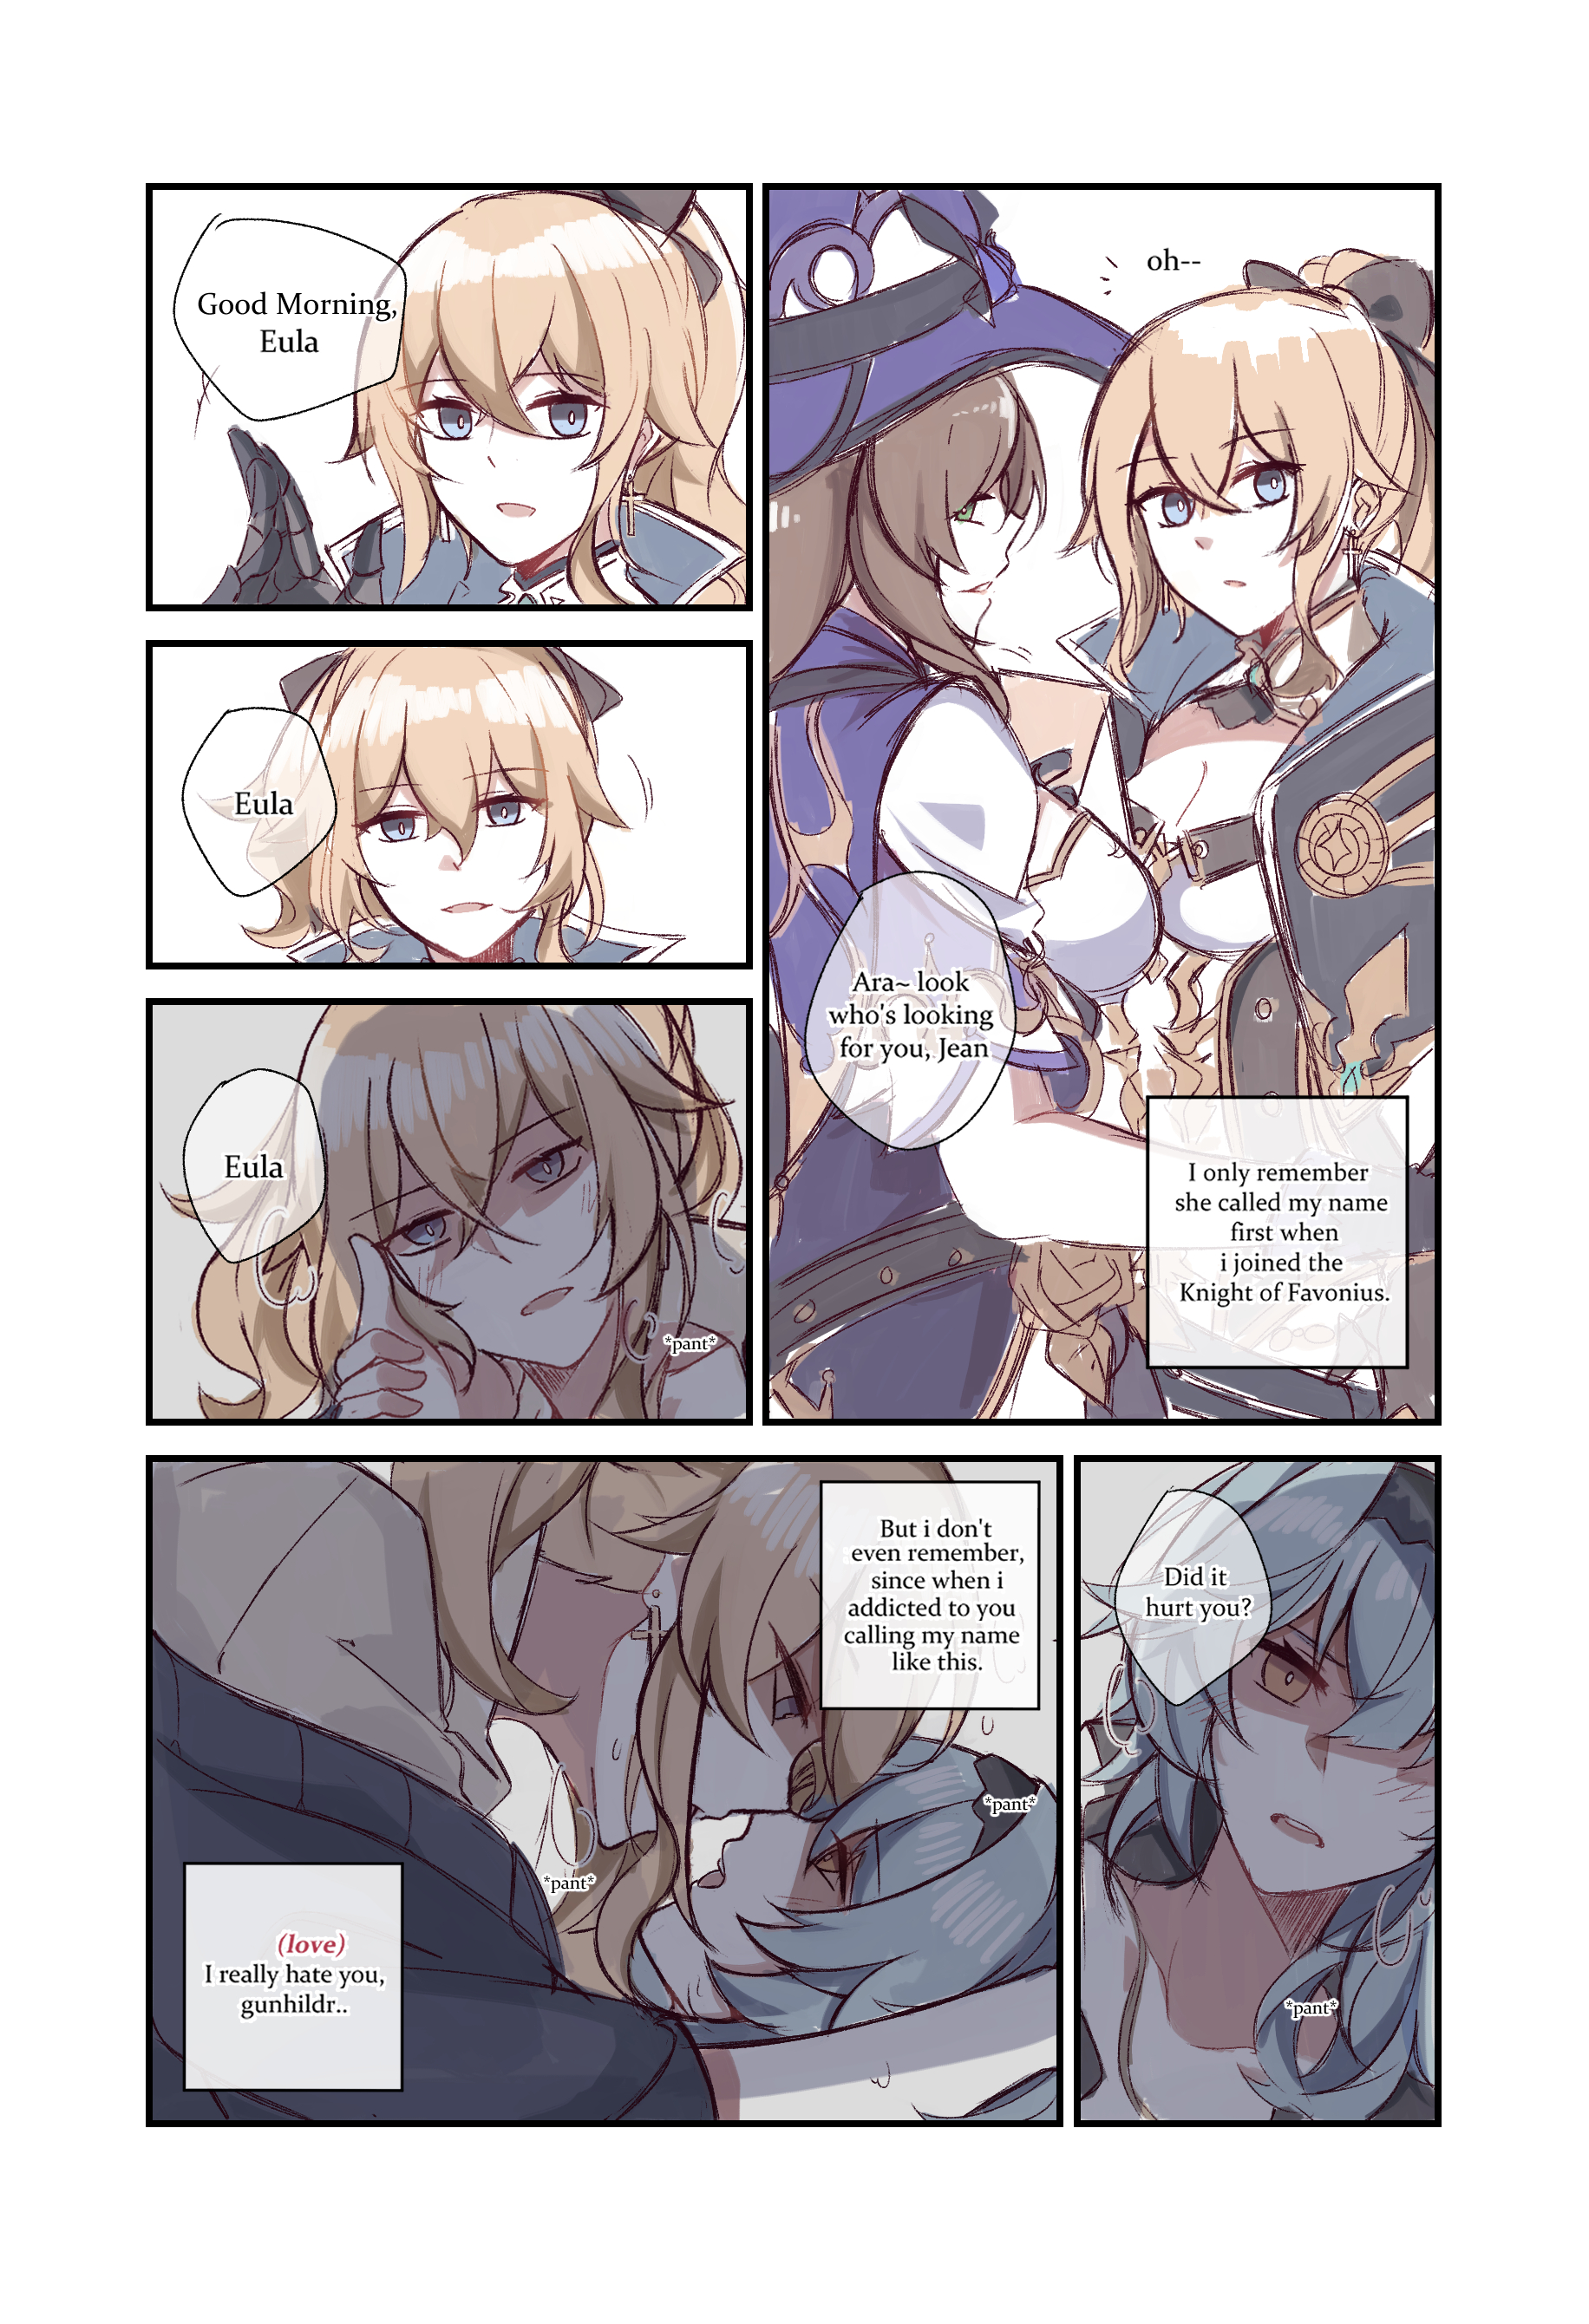 oh--
Ara~ look
who's looking
for you, Jean
I only remember
she called my name
first when
i joined the
Knight of Favonius.
Good Morning,
Eula
Eula
Eula
*pant*
Did it
hurt you?
*pant*
But i don't
even remember,
since when i
addicted to you
calling my name
like this.
*pant*
*pant*
(love)
I really hate you,
gunhildr..